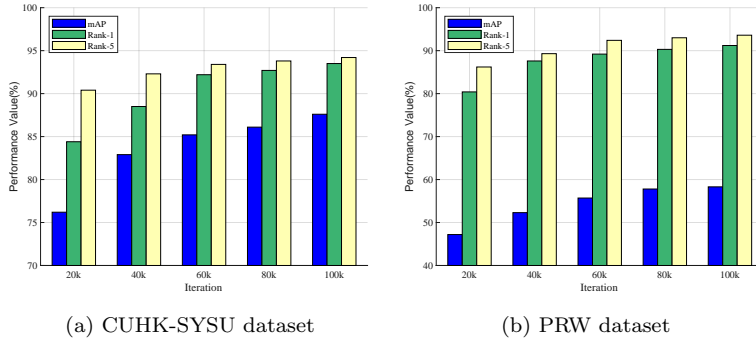 100
95
90
85
80
75
70
Performance Value(%)
mAP
Rank-1
Rank-5
20k 40k 60k 80k 100k
Iteration
(a) CUHK-SYSU dataset
100
90
80
70
60
50
40
Performance Value(%)
mAP
Rank-1
Rank-5
20k 40k 60k 80k 100k
Iteration
(b) PRW dataset